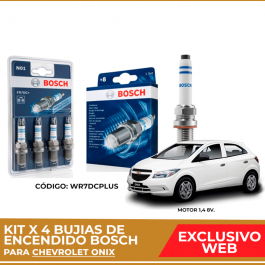 N01
BOSCH
BOSCH
CÓDIGO: WR7DCPLUS
MOTOR 1,4 8V.
KIT X 4 BUJIAS DE
ENCENDIDO BOSCH
PARA CHEVROLET ONIX
EXCLUSIVO
WEB